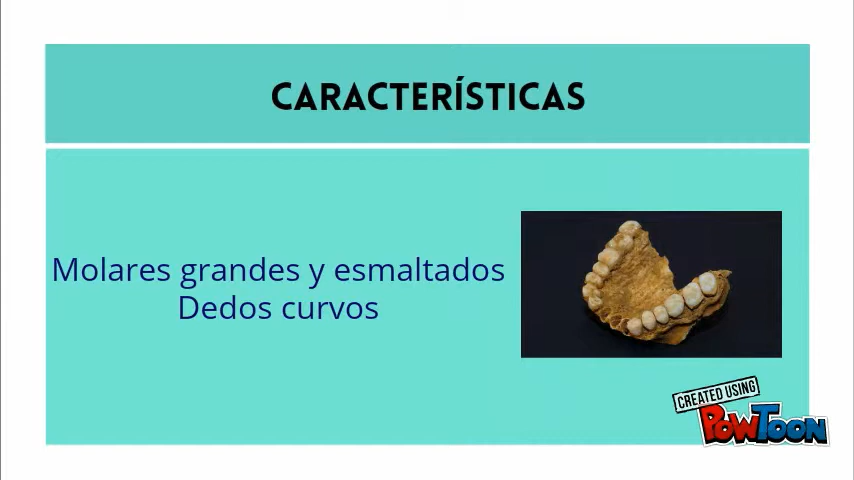 CARACTERÍSTICAS
Molares grandes y esmaltados
Dedos curvos
CREATED USING
POWTOON